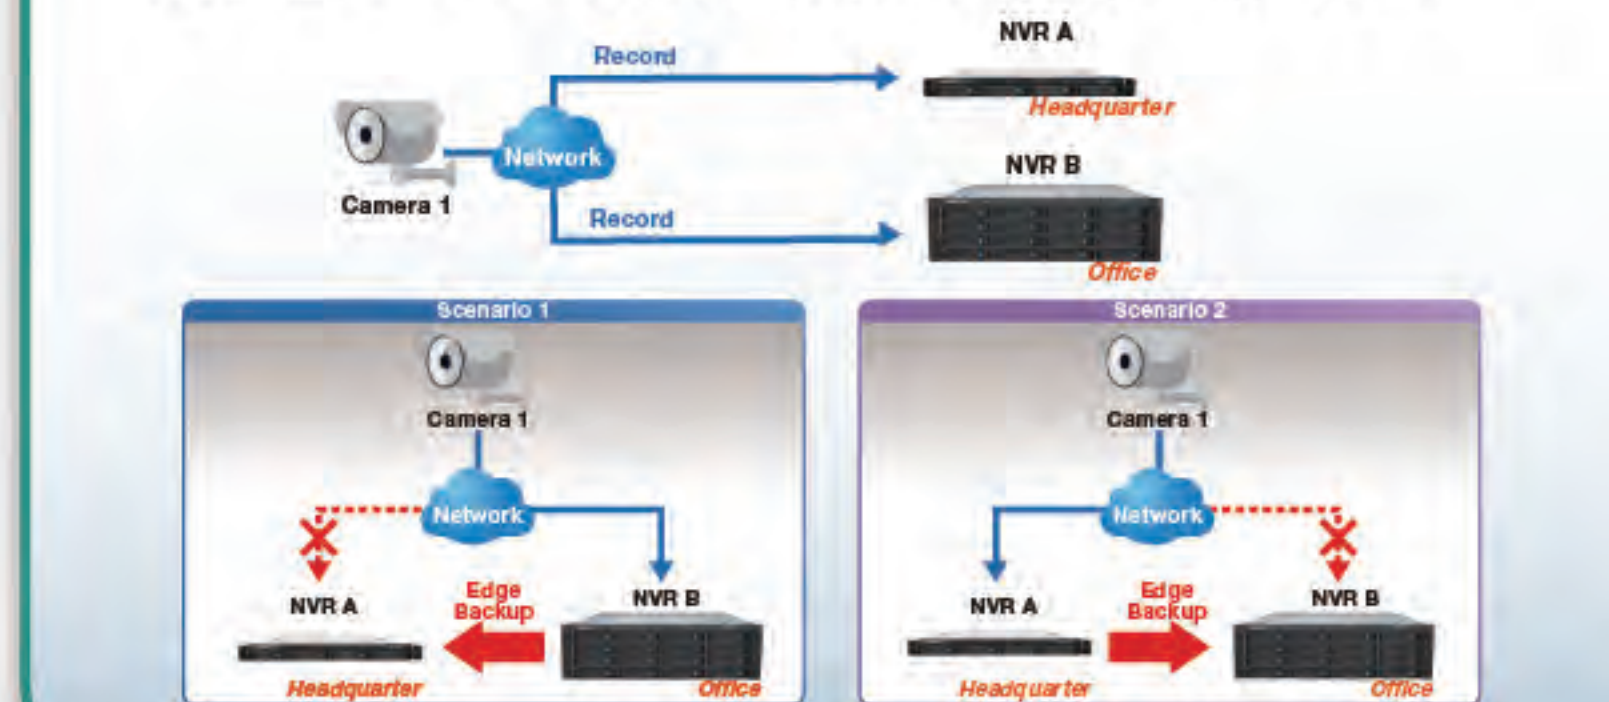 NVR A
Record
Headquarter
Network
NVR B
Camera 1
Record
Office
Scenario 1
Camera 1
Network
NVR A
Edge
Backup
NVR B
Headquarter
Office
Scenario 2
Camera 1
Network
NVR A
Edge
Backup
NVR B
Headquarter
Office